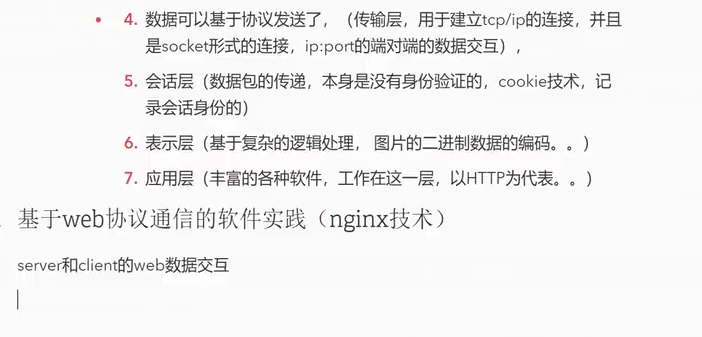 4. 数据可以基于协议发送了，（传输层，用于建立tcp/ip的连接，并且
是socket形式的连接，ip:port的端对端的数据交互），
5. 会话层（数据包的传递，本身是没有身份验证的，cookie技术，记
录会话身份的）
6. 表示层（基于复杂的逻辑处理， 图片的二进制数据的编码。。）
7. 应用层（丰富的各种软件，工作在这一层，以HTTP为代表。。）
基于web协议通信的软件实践（nginx技术）
server和client的web数据交互